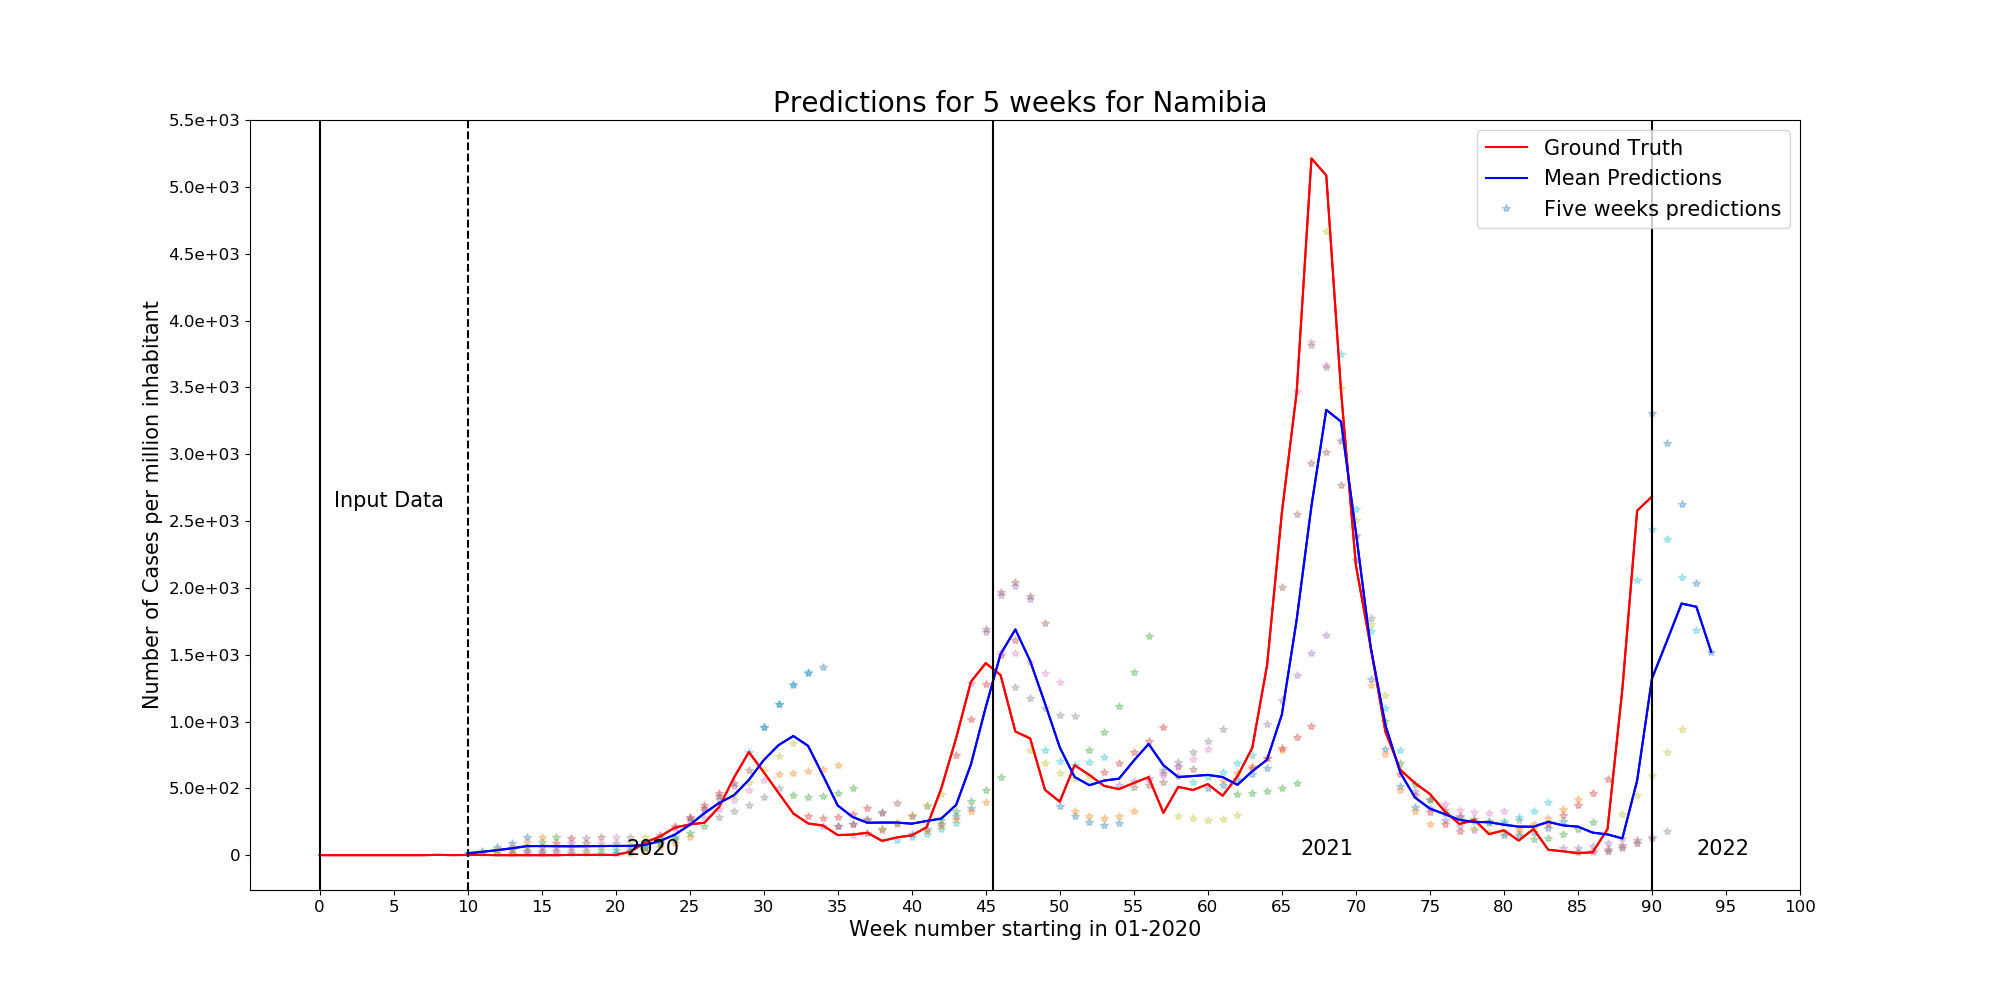 Predictions for 5 weeks for Namibia
5.5e+03
5.0e+03
4.5e+03
4.0e+03
3.5e+03
3.0e+03
2.5e+03
2.0e+03
1.5e+03
1.0e+03
5.0e+02
0
Number of Cases per million inhabitant
Ground Truth
Mean Predictions
Five weeks predictions
Input Data
2020 2021 2022
0 5 10 15 20 25 30 35 40 45 50 55 60 65 70 75 80 85 90 95 100
Week number starting in 01-2020